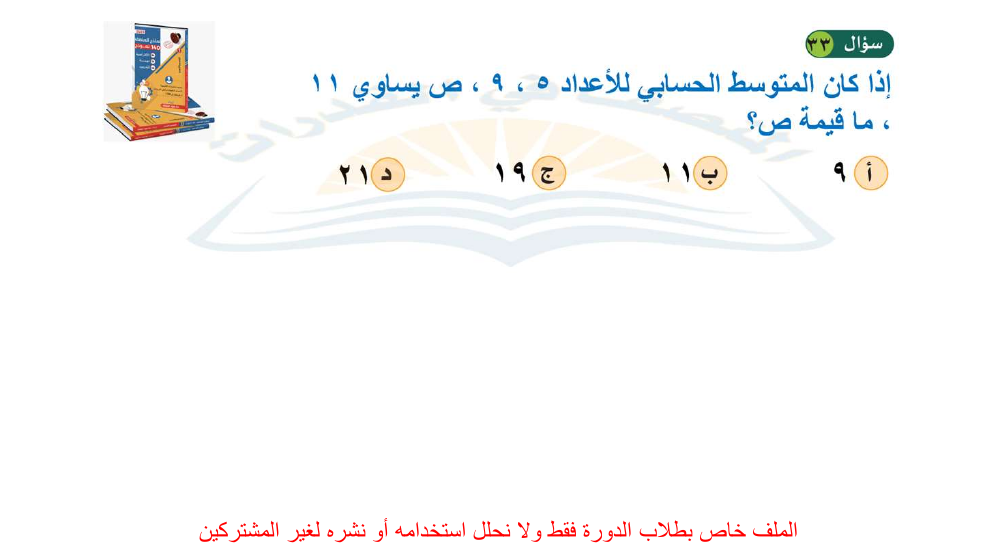 سؤال ٣٣
إذا كان المتوسط الحسابي للأعداد ٥ ، ٩ ، ص يساوي ١١
، ما قيمة ص؟
أ ٩ ب ١١ ج ١٩ د ٢١
الملف خاص بطلاب الدورة فقط ولا نحلل استخدامه أو نشره لغير المشتركين